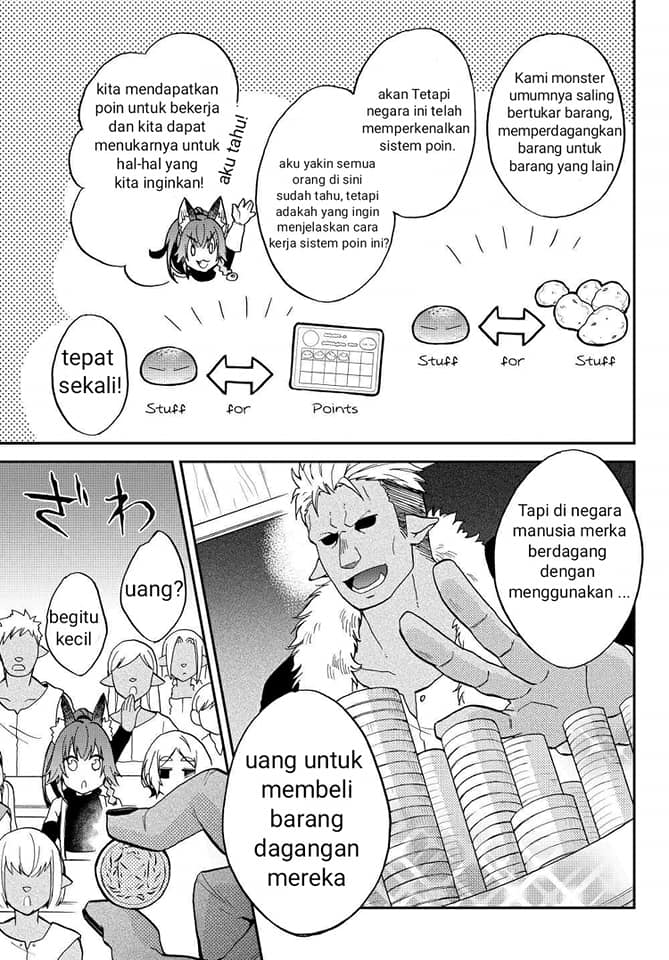 Kami monster
umumnya saling
bertukar barang,
memperdagangkan
barang untuk
barang yang lain
akan Tetapi
negara ini telah
memperkenalkan
sistem poin.
aku yakin semua
orang di sini
sudah tahu, tetapi
adakah yang ingin
menjelaskan cara
kerja sistem poin ini?
kita mendapatkan
poin untuk bekerja
dan kita dapat
menukarnya untuk
hal-hal yang
kita inginkan!
aku tahu!
Stuff for Stuff
tepat
sekali!
Stuff for Points
Tapi di negara
manusia merka
berdagang
dengan
menggunakan ...
uang untuk
membeli
barang
dagangan
mereka
ざわ
uang?
begitu
kecil